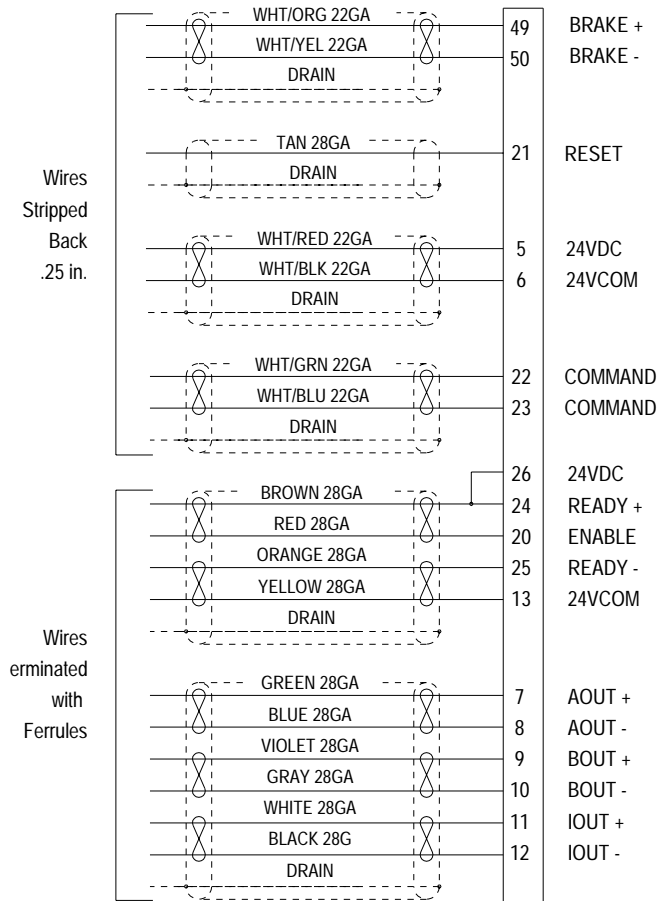 WHT/ORG 22GA 49 BRAKE +
WHT/YEL 22GA 50 BRAKE -
DRAIN
TAN 28GA 21 RESET
DRAIN
Wires
Stripped
Back
.25 in.
WHT/RED 22GA 5 24VDC
WHT/BLK 22GA 6 24VCOM
DRAIN
WHT/GRN 22GA 22 COMMAND
WHT/BLU 22GA 23 COMMAND
DRAIN
26 24VDC
BROWN 28GA 24 READY +
RED 28GA 20 ENABLE
ORANGE 28GA 25 READY -
YELLOW 28GA 13 24VCOM
DRAIN
Wires
erminated
with
Ferrules
GREEN 28GA 7 AOUT +
BLUE 28GA 8 AOUT -
VIOLET 28GA 9 BOUT +
GRAY 28GA 10 BOUT -
WHITE 28GA 11 IOUT +
BLACK 28G 12 IOUT -
DRAIN